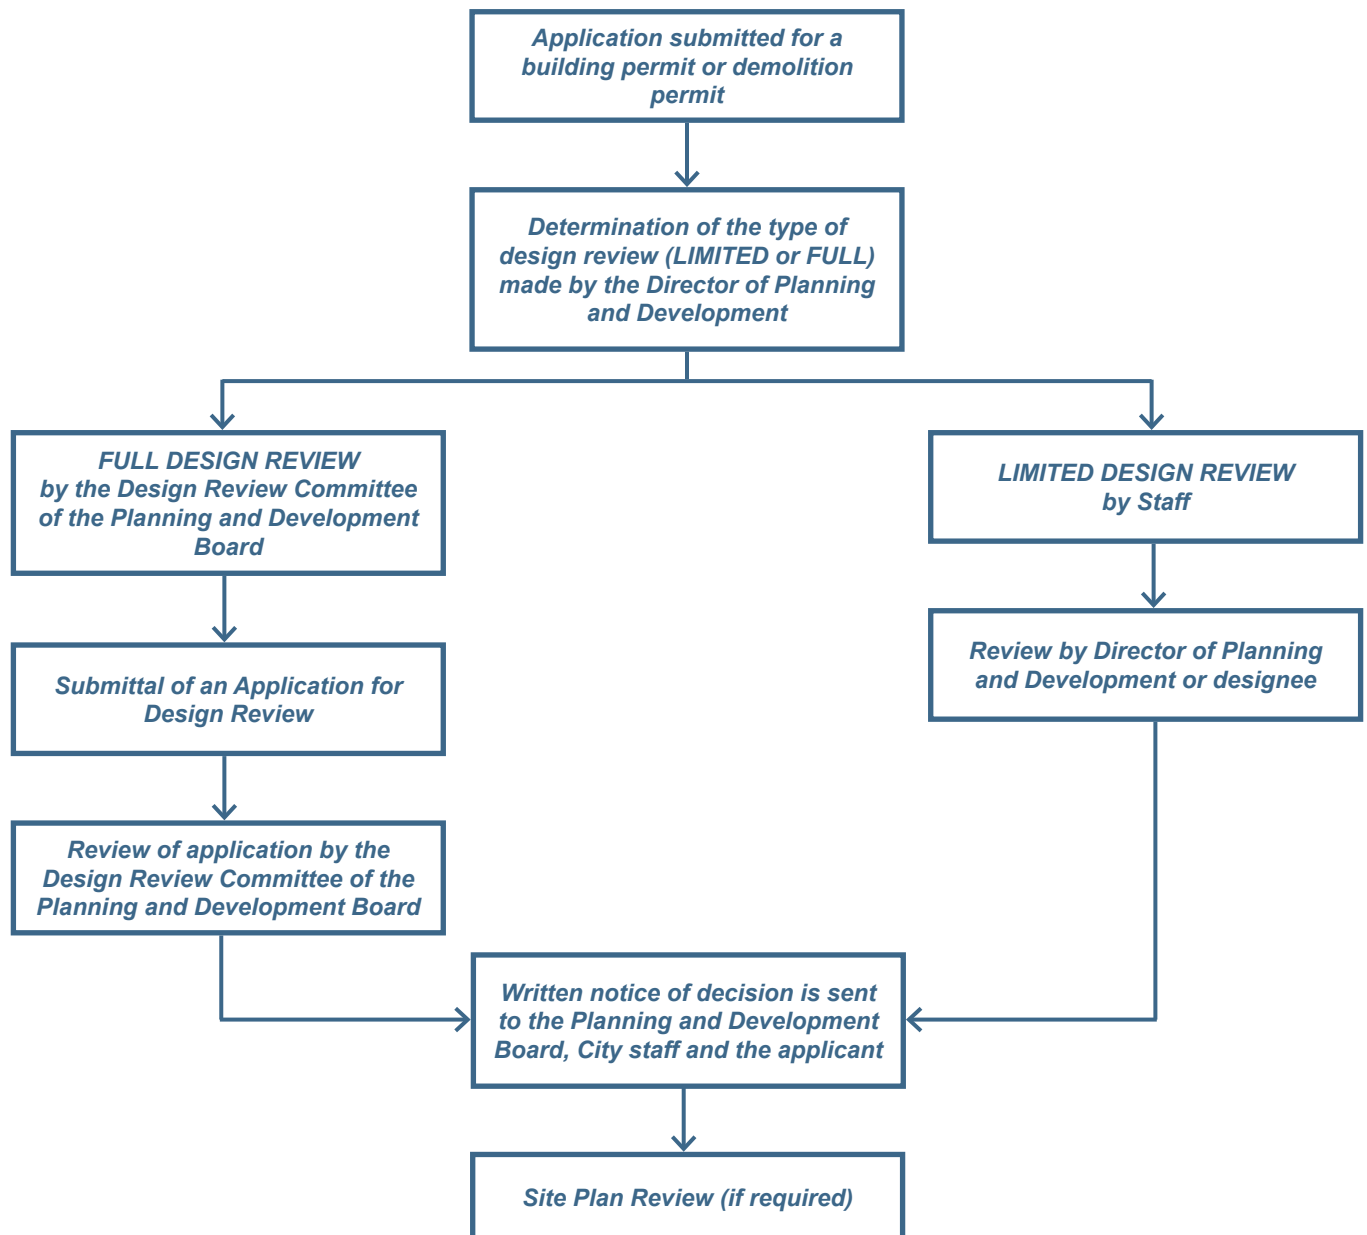 Application submitted for a
building permit or demolition
permit
Determination of the type of
design review (LIMITED or FULL)
made by the Director of Planning
and Development
FULL DESIGN REVIEW
by the Design Review Committee
of the Planning and Development
Board
LIMITED DESIGN REVIEW
by Staff
Submittal of an Application for
Design Review
Review by Director of Planning
and Development or designee
Review of application by the
Design Review Committee of the
Planning and Development Board
Written notice of decision is sent
to the Planning and Development
Board, City staff and the applicant
Site Plan Review (if required)